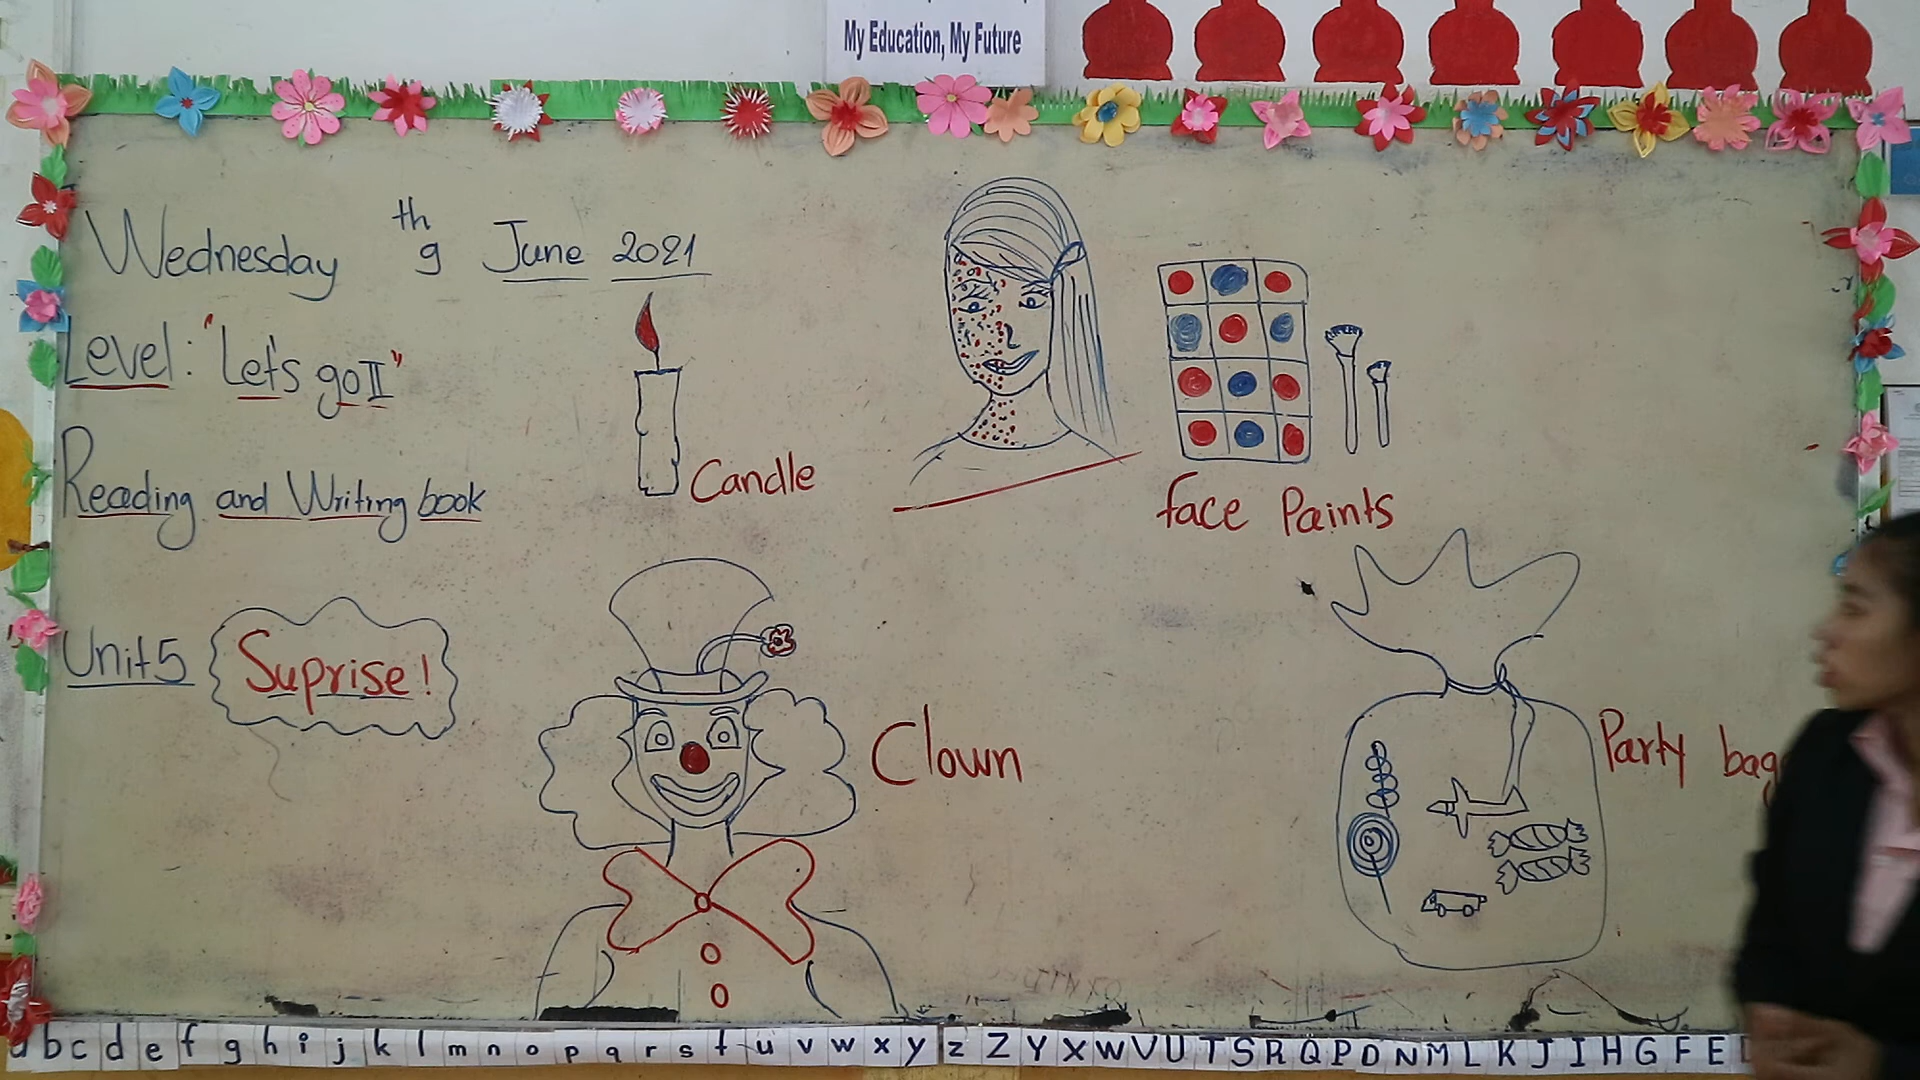 My Education, My Future
Wednesday 9th June 2021
Level: "Let's go II"
Reading and Writing book
Unit 5 Suprise!
Candle
face Paints
Clown
Party bag
b c d e f g h i j k l m n o p q r s t u v w x y z Z Y X W V U T S R Q P O N M L K J I H G F E